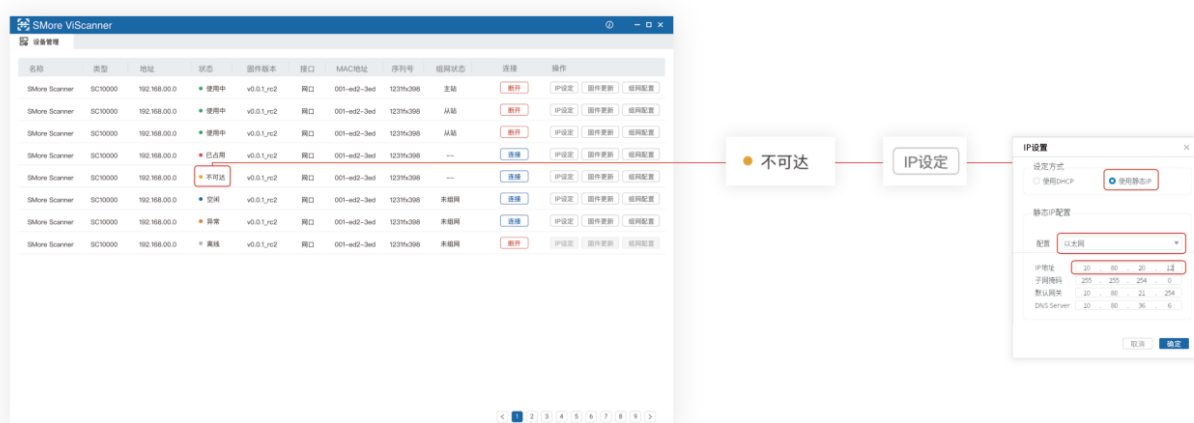 SMore ViScanner
设备管理
名称 类型 地址 状态 固件版本 接口 MAC地址 序列号 组网状态 连接 操作
SMore Scanner SC10000 192.168.00.0 使用中 v0.0.1_rc2 网口 001-ed2-3ed 1231fx398 主站 断开 IP设定 固件更新 组网配置
SMore Scanner SC10000 192.168.00.0 使用中 v0.0.1_rc2 网口 001-ed2-3ed 1231fx398 从站 断开 IP设定 固件更新 组网配置
SMore Scanner SC10000 192.168.00.0 使用中 v0.0.1_rc2 网口 001-ed2-3ed 1231fx398 从站 断开 IP设定 固件更新 组网配置
SMore Scanner SC10000 192.168.00.0 已占用 v0.0.1_rc2 网口 001-ed2-3ed 1231fx398 -- 连接 IP设定 固件更新 组网配置
SMore Scanner SC10000 192.168.00.0 不可达 v0.0.1_rc2 网口 001-ed2-3ed 1231fx398 -- 连接 IP设定 固件更新 组网配置
SMore Scanner SC10000 192.168.00.0 空闲 v0.0.1_rc2 网口 001-ed2-3ed 1231fx398 未组网 连接 IP设定 固件更新 组网配置
SMore Scanner SC10000 192.168.00.0 异常 v0.0.1_rc2 网口 001-ed2-3ed 1231fx398 未组网 连接 IP设定 固件更新 组网配置
SMore Scanner SC10000 192.168.00.0 离线 v0.0.1_rc2 网口 001-ed2-3ed 1231fx398 未组网 断开 IP设定 固件更新 组网配置
< 1 2 3 4 5 6 7 8 9 >
不可达
IP设定
IP设置
设定方式
使用DHCP 使用静态IP
静态IP配置
配置 以太网
IP地址 10 . 80 . 20 . 12
子网掩码 255 . 255 . 254 . 0
默认网关 10 . 80 . 21 . 254
DNS Server 10 . 80 . 36 . 6
取消 确定